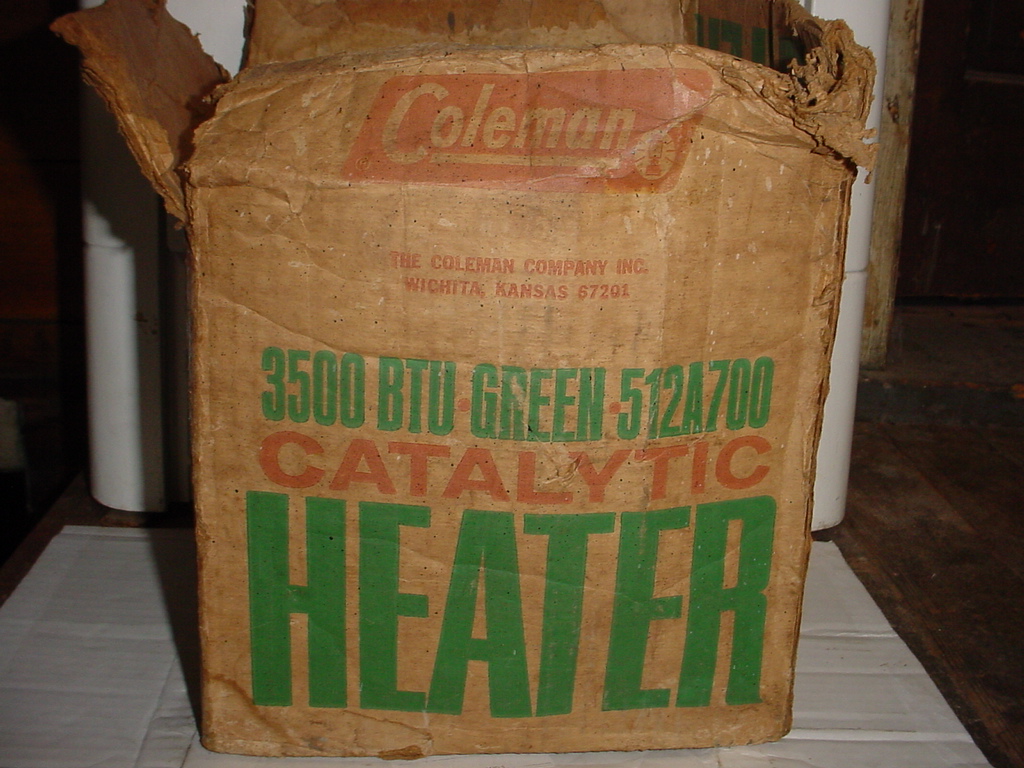 Coleman
THE COLEMAN COMPANY INC.
WICHITA, KANSAS 67201
3500 BTU · GREEN · 512A700
CATALYTIC
HEATER